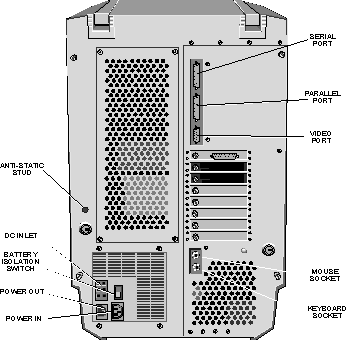 SERIAL
PORT
PARALLEL
PORT
VIDEO
PORT
ANTI-STATIC
STUD
DC INLET
BATTERY
ISOLATION
SWITCH
POWER OUT
POWER IN
MOUSE
SOCKET
KEYBOARD
SOCKET